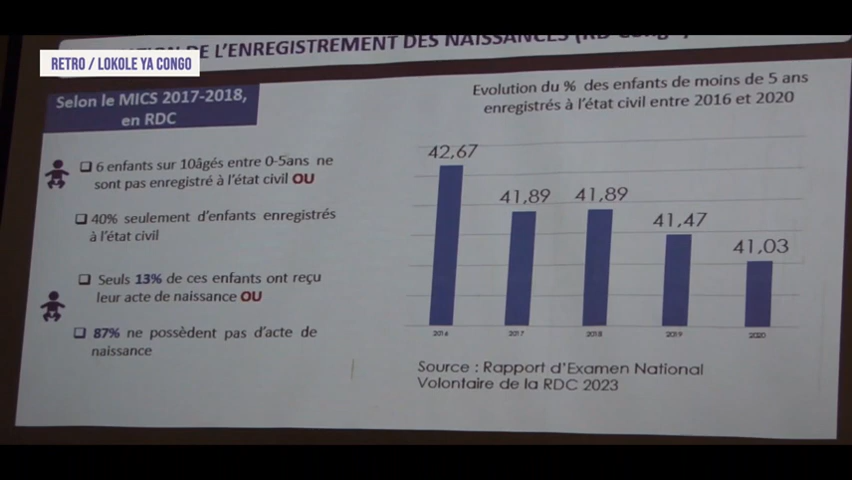 RETRO / LOKOLE YA CONGO
DE L'ENREGISTREMENT DES NAISSANCES
Selon le MICS 2017-2018,
en RDC
6 enfants sur 10âgés entre 0-5ans ne
sont pas enregistré à l'état civil OU
40% seulement d'enfants enregistrés
à l'état civil
Seuls 13% de ces enfants ont reçu
leur acte de naissance OU
87% ne possèdent pas d'acte de
naissance
Evolution du % des enfants de moins de 5 ans
enregistrés à l'état civil entre 2016 et 2020
42,67
41,89
41,89
41,47
41,03
2016
2017
2018
2019
2020
Source : Rapport d'Examen National
Volontaire de la RDC 2023